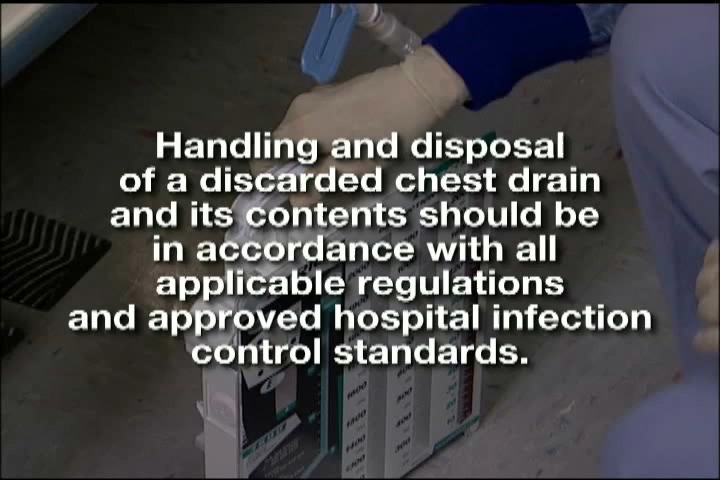 Handling and disposal
of a discarded chest drain
and its contents should be
in accordance with all
applicable regulations
and approved hospital infection
control standards.